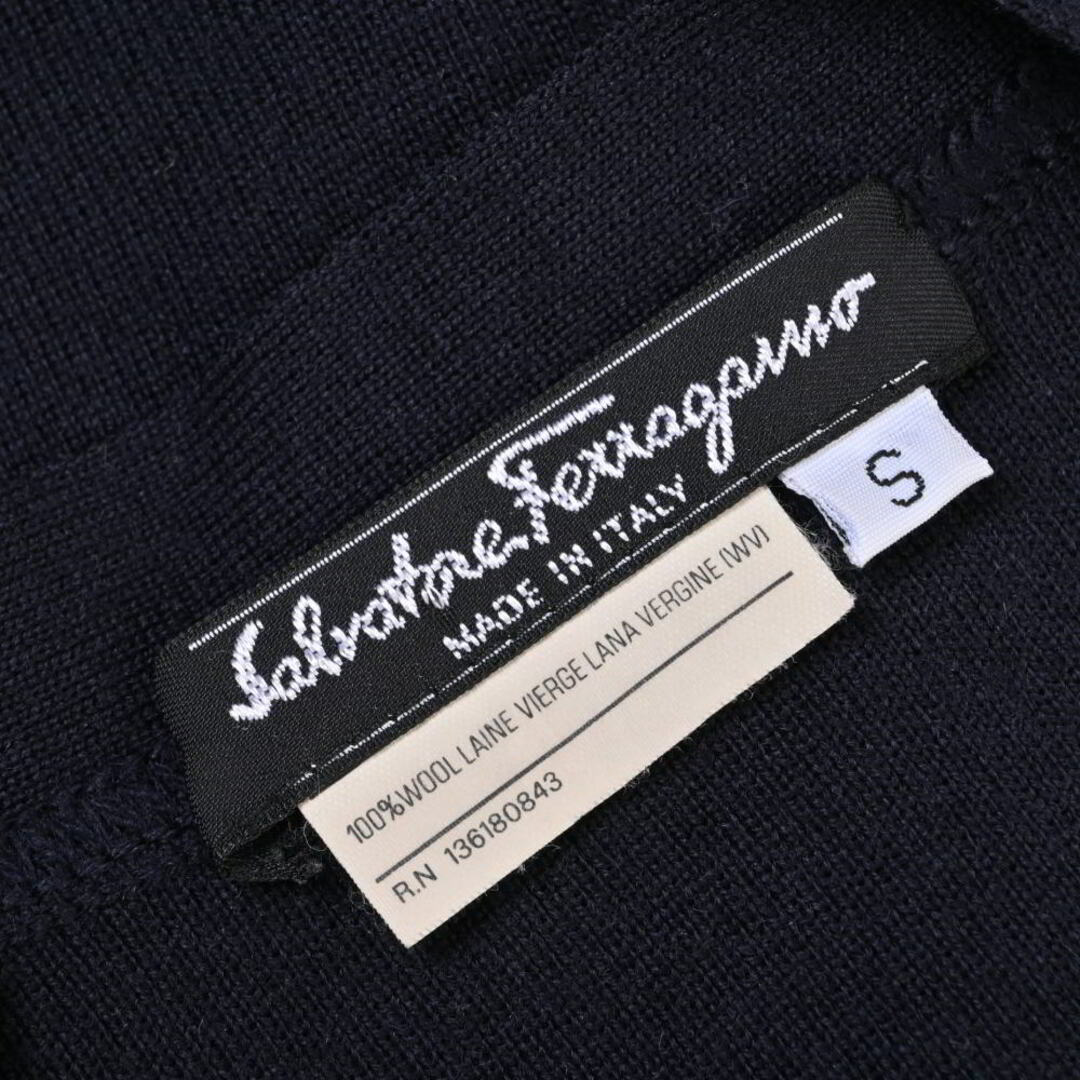 Salvatore Ferragamo
MADE IN ITALY
S
100%WOOL LAINE VIERGE LANA VERGINE (WV)
R.N 136180843